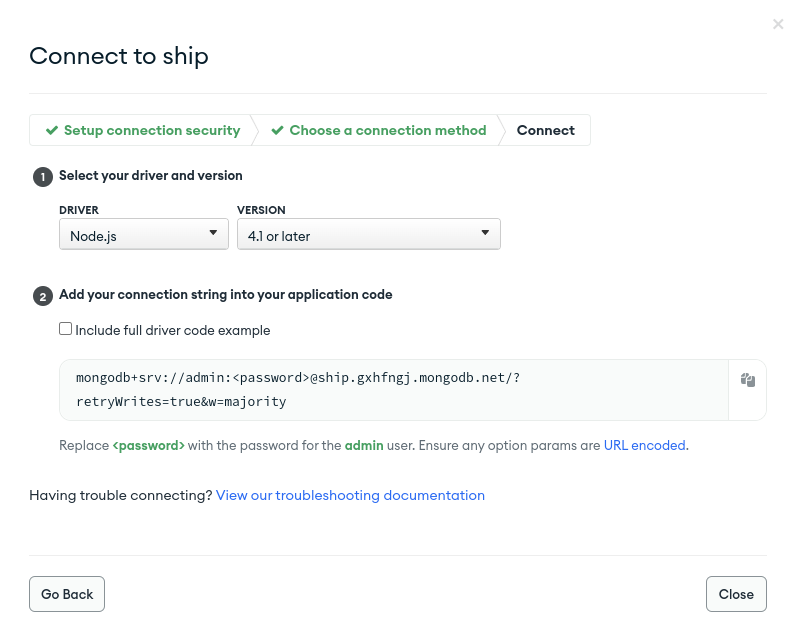 Connect to ship
Setup connection security
Choose a connection method
Connect
1 Select your driver and version
DRIVER VERSION
Node.js 4.1 or later
2 Add your connection string into your application code
Include full driver code example
mongodb+srv://admin:<password>@ship.gxhfngj.mongodb.net/?
retryWrites=true&w=majority
Replace <password> with the password for the admin user. Ensure any option params are URL encoded.
Having trouble connecting? View our troubleshooting documentation
Go Back Close